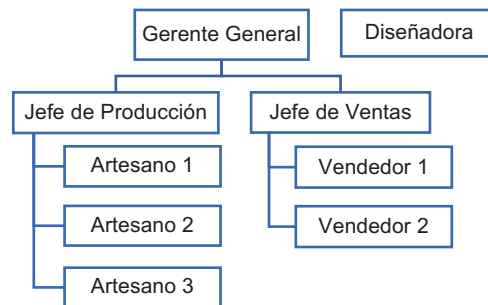 Gerente General
Diseñadora
Jefe de Producción
Jefe de Ventas
Artesano 1
Vendedor 1
Artesano 2
Vendedor 2
Artesano 3